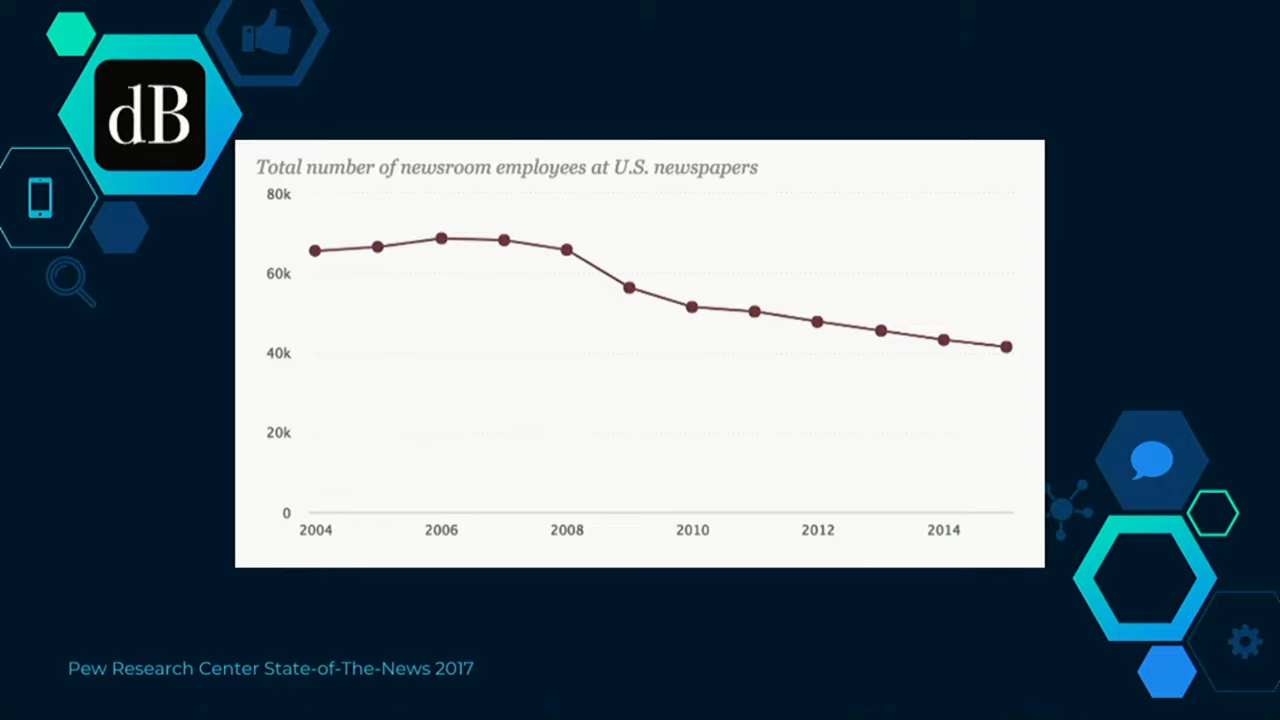 dB
Total number of newsroom employees at U.S. newspapers
80k
60k
40k
20k
0
2004 2006 2008 2010 2012 2014
Pew Research Center State-of-The-News 2017